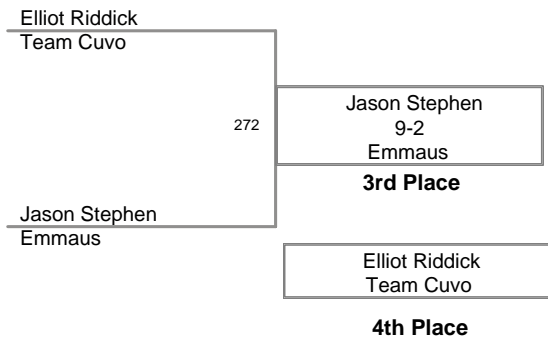 Elliot Riddick
Team Cuvo
272
Jason Stephen
9-2
Emmaus
3rd Place
Jason Stephen
Emmaus
Elliot Riddick
Team Cuvo
4th Place